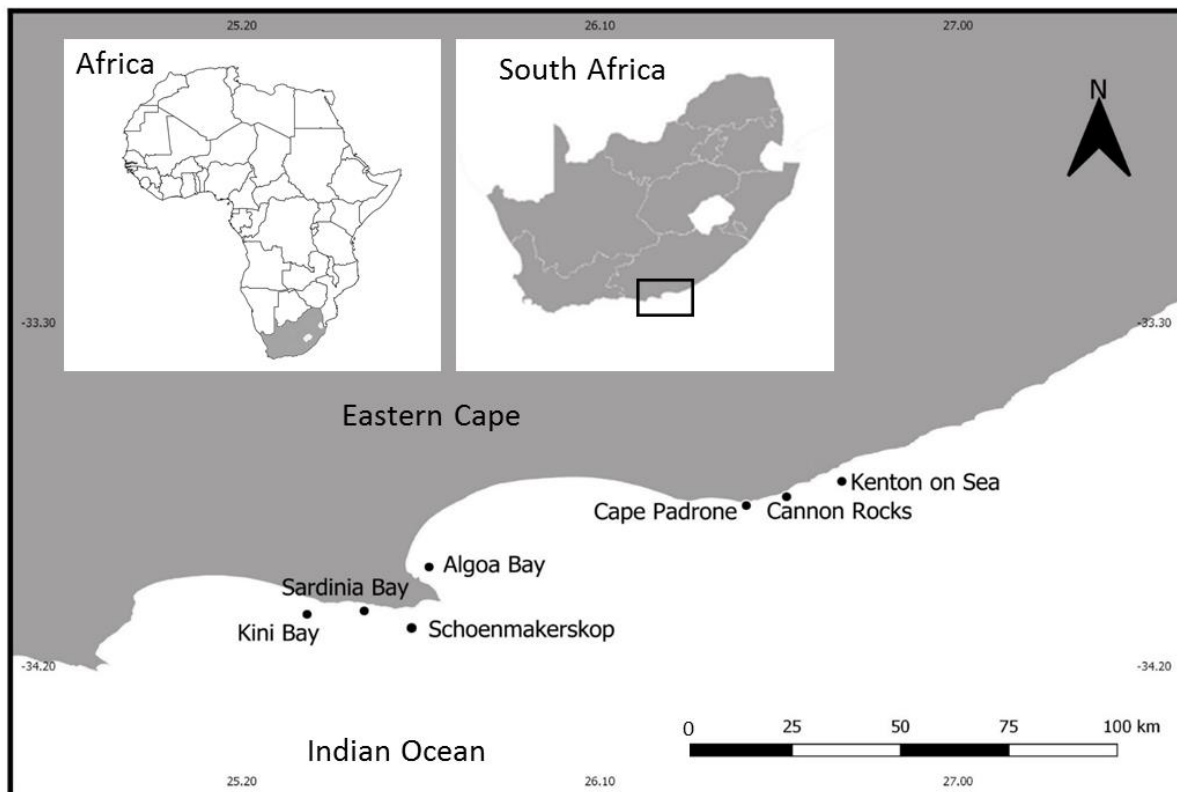 25.20
26.10
27.00
Africa
South Africa
N
-33.30
-33.30
Eastern Cape
Kenton on Sea
Cape Padrone
Cannon Rocks
Algoa Bay
Sardinia Bay
Kini Bay
Schoenmakerskop
-34.20
-34.20
0 25 50 75 100 km
Indian Ocean
25.20
26.10
27.00